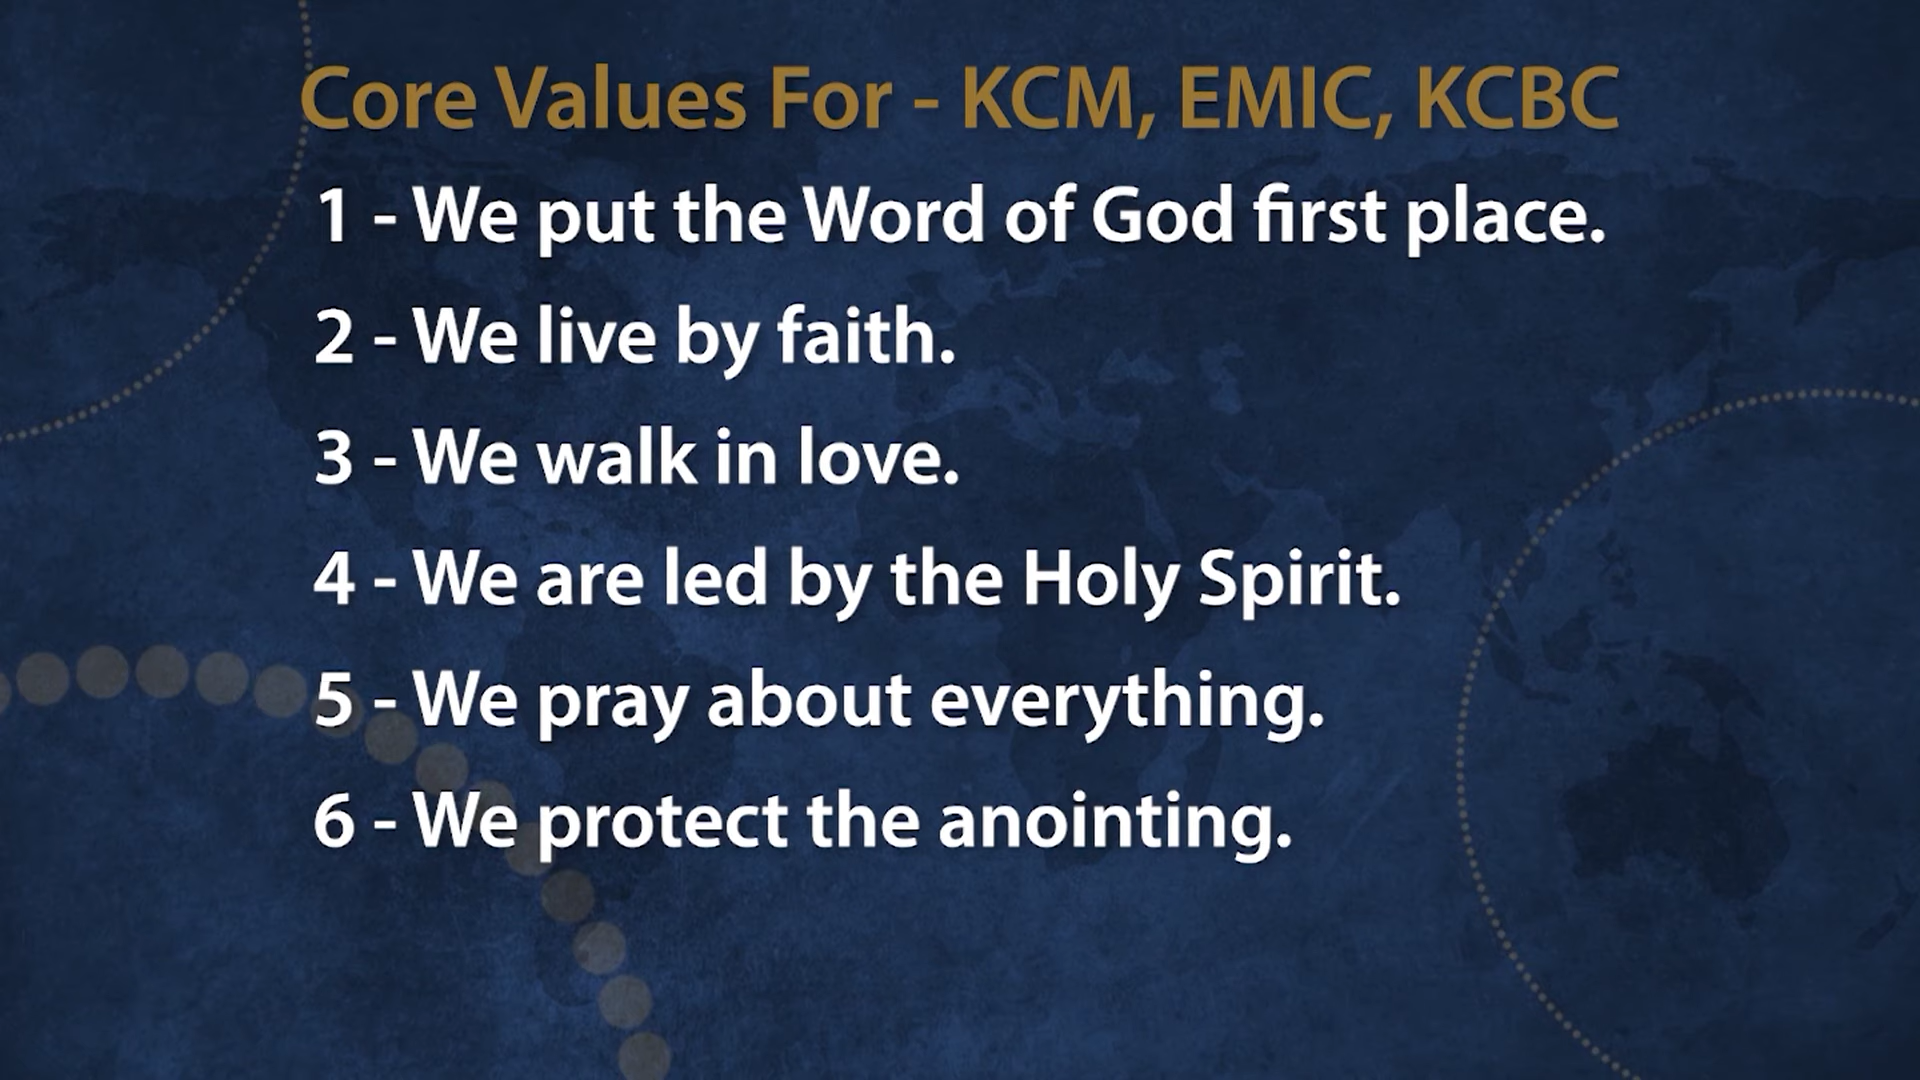 Core Values For - KCM, EMIC, KCBC
1 - We put the Word of God first place.
2 - We live by faith.
3 - We walk in love.
4 - We are led by the Holy Spirit.
5 - We pray about everything.
6 - We protect the anointing.